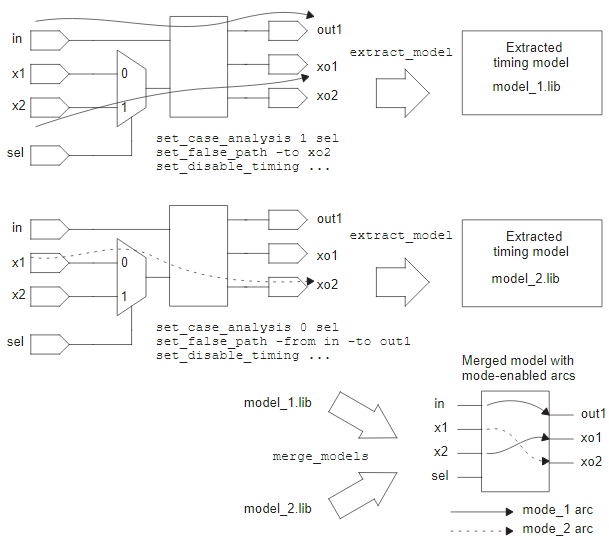 in
x1
x2
sel
0
1
out1
xo1
xo2
extract_model
Extracted
timing model
model_1.lib
set_case_analysis 1 sel
set_false_path -to xo2
set_disable_timing ...
in
x1
x2
sel
0
1
out1
xo1
xo2
extract_model
Extracted
timing model
model_2.lib
set_case_analysis 0 sel
set_false_path -from in -to out1
set_disable_timing ...
model_1.lib
merge_models
model_2.lib
Merged model with
mode-enabled arcs
in
x1
x2
sel
out1
xo1
xo2
mode_1 arc
mode_2 arc